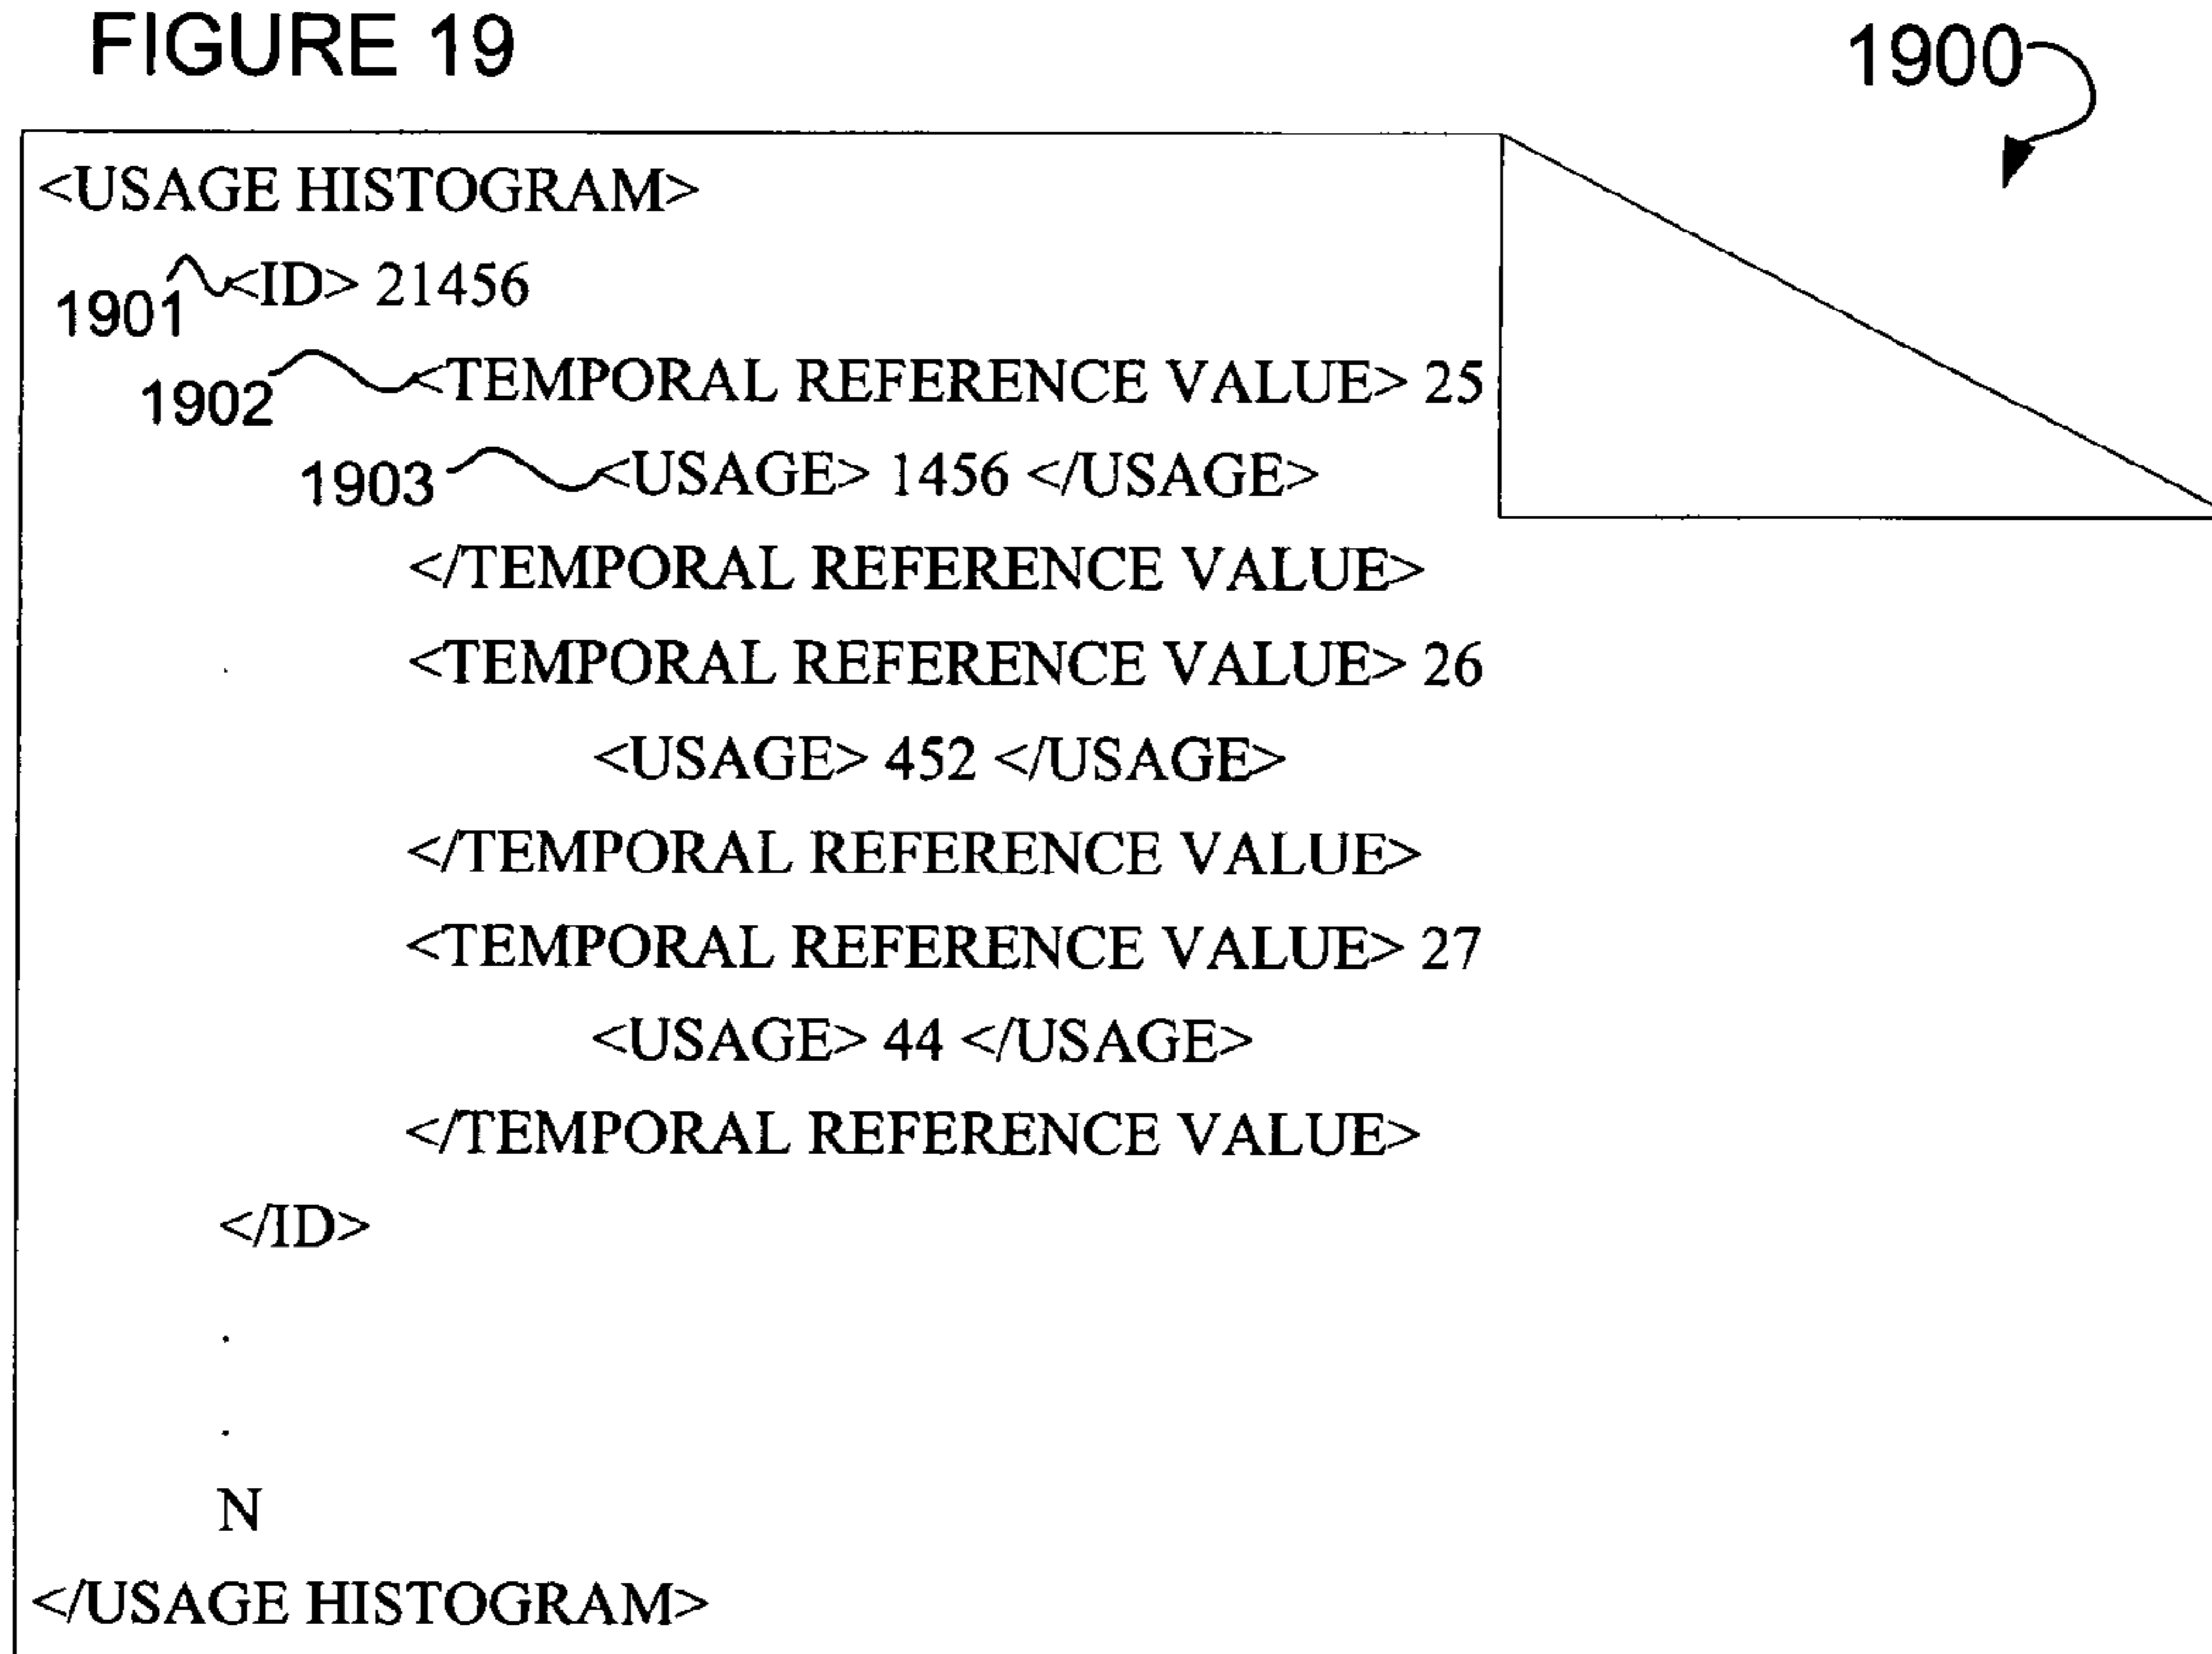 FIGURE 19
1900
<USAGE HISTOGRAM>
1901 <ID> 21456
1902 <TEMPORAL REFERENCE VALUE> 25
1903 <USAGE> 1456 </USAGE>
</TEMPORAL REFERENCE VALUE>
<TEMPORAL REFERENCE VALUE> 26
<USAGE> 452 </USAGE>
</TEMPORAL REFERENCE VALUE>
<TEMPORAL REFERENCE VALUE> 27
<USAGE> 44 </USAGE>
</TEMPORAL REFERENCE VALUE>
</ID>
.
.
N
</USAGE HISTOGRAM>